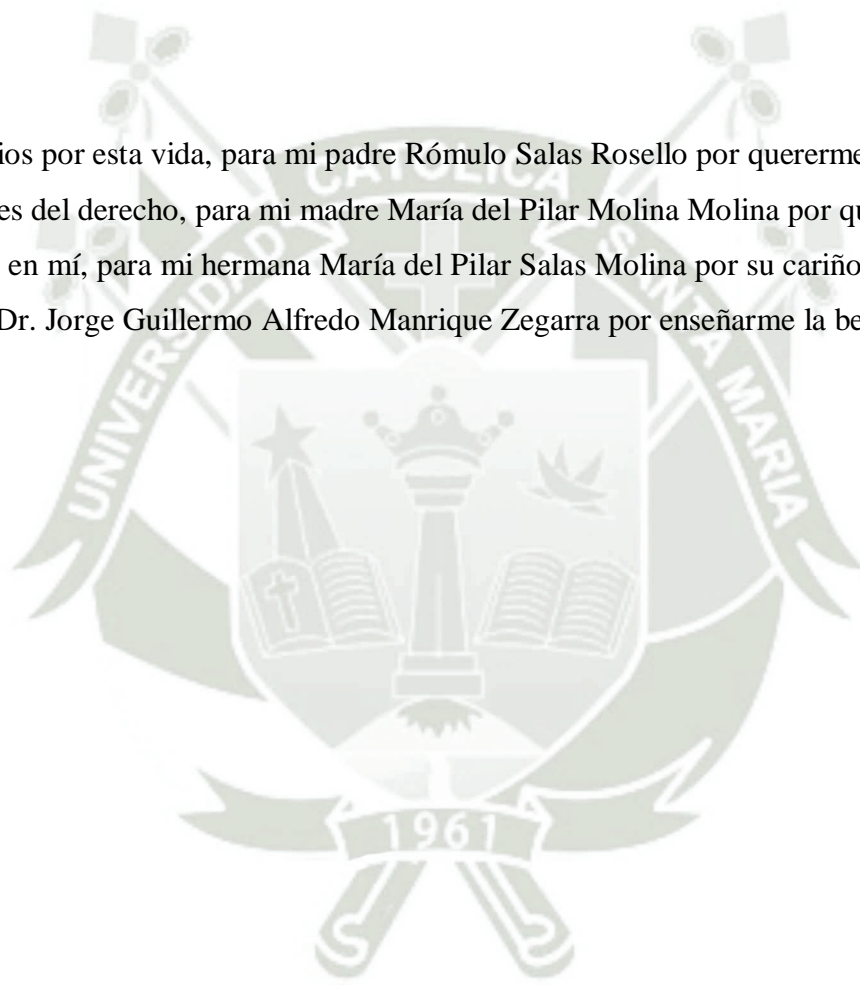 ios por esta vida, para mi padre Rómulo Salas Rosello por quererme
es del derecho, para mi madre María del Pilar Molina Molina por qu
en mí, para mi hermana María del Pilar Salas Molina por su cariño
Dr. Jorge Guillermo Alfredo Manrique Zegarra por enseñarme la be
UNIVERSIDAD CATOLICA SANTA MARIA
1961